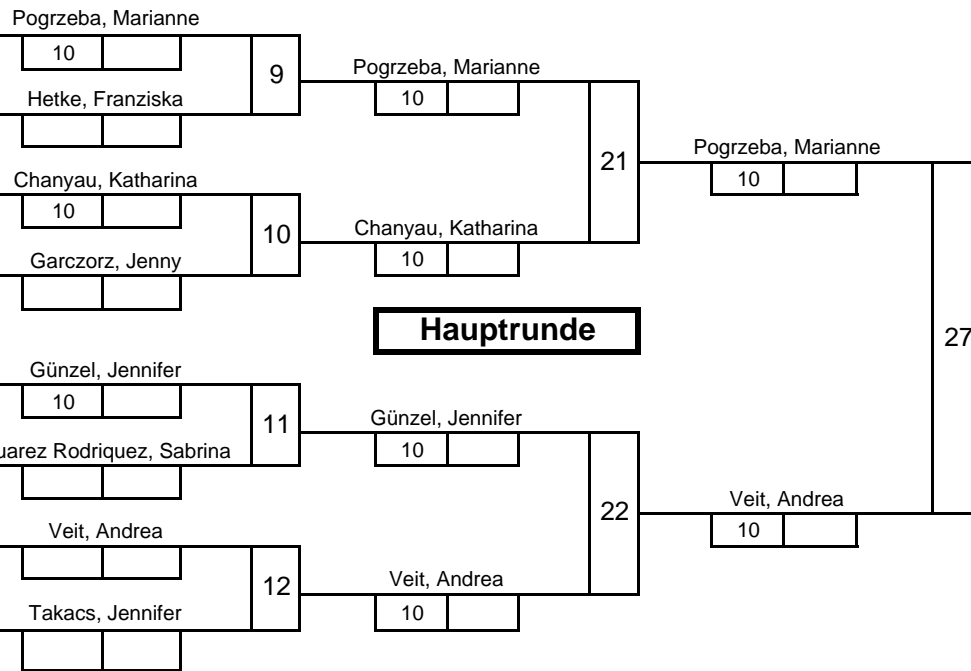 Pogrzeba, Marianne
10
9
Pogrzeba, Marianne
10
Hetke, Franziska
21
Pogrzeba, Marianne
10
Chanyau, Katharina
10
10
Chanyau, Katharina
10
Garczorz, Jenny
Hauptrunde
27
Günzel, Jennifer
10
11
Günzel, Jennifer
10
uarez Rodriquez, Sabrina
22
Veit, Andrea
10
Veit, Andrea
12
Veit, Andrea
10
Takacs, Jennifer